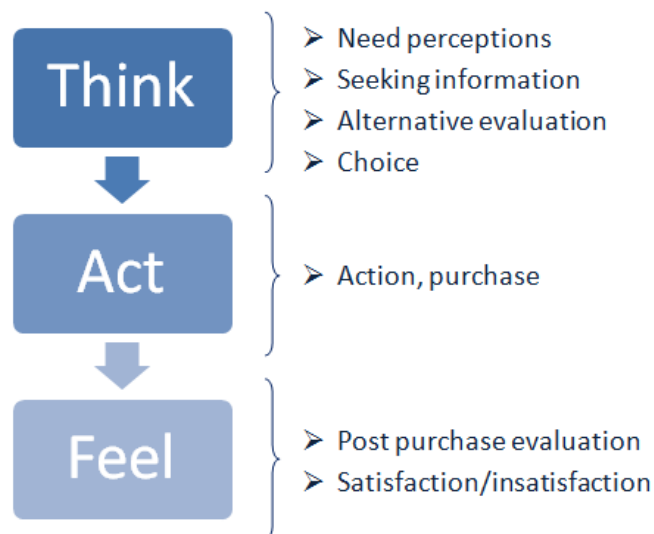 Think
➤ Need perceptions
➤ Seeking information
➤ Alternative evaluation
➤ Choice
Act
➤ Action, purchase
Feel
➤ Post purchase evaluation
➤ Satisfaction/insatisfaction